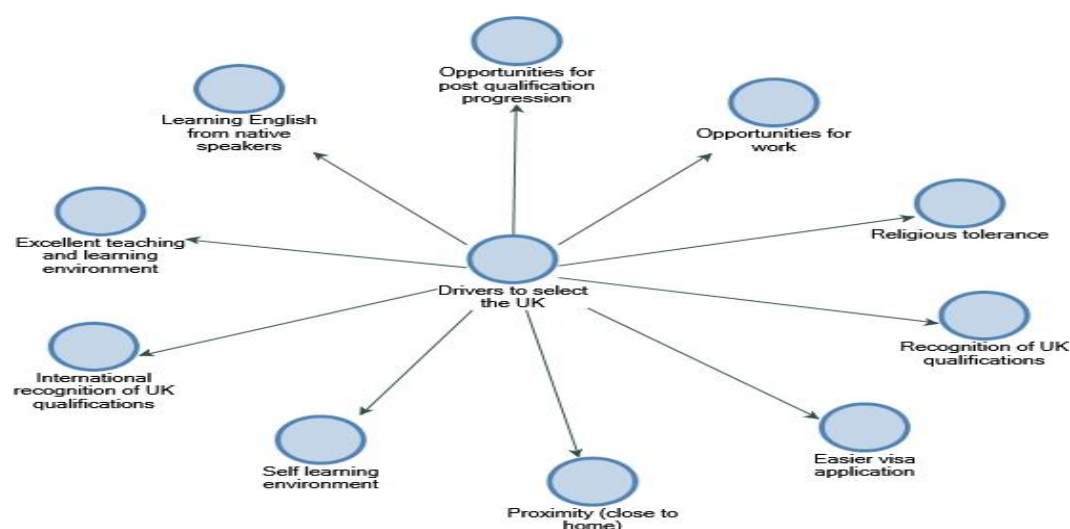 Opportunities for
post qualification
progression
Learning English
from native
speakers
Opportunities for
work
Excellent teaching
and learning
environment
Religious tolerance
Drivers to select
the UK
International
recognition of UK
qualifications
Recognition of UK
qualifications
Self learning
environment
Easier visa
application
Proximity (close to
home)